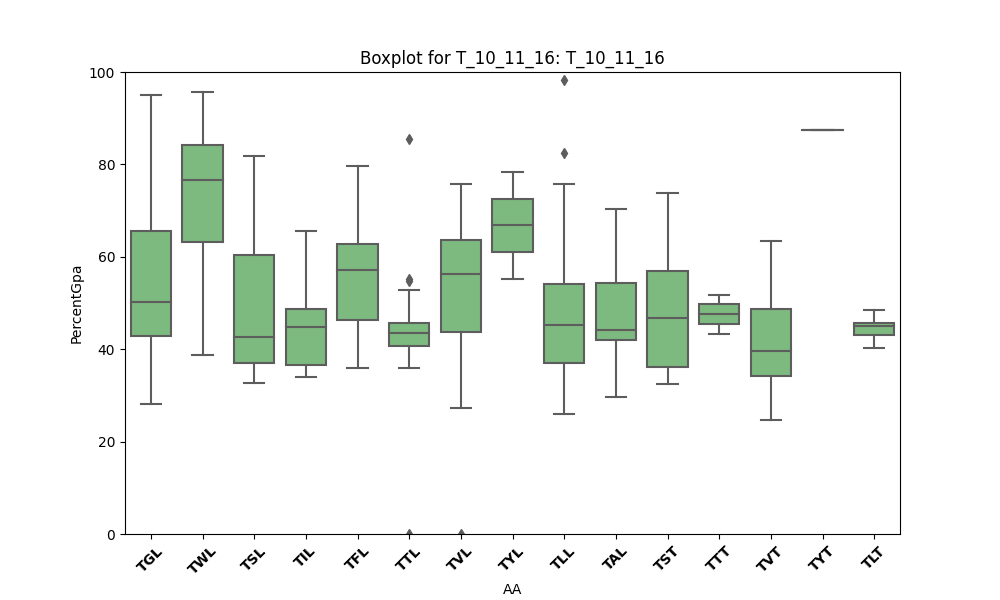 Boxplot for T_10_11_16: T_10_11_16
100
80
60
40
20
0
PercentGpa
TGL
TWL
TSL
TIL
TFL
TTL
TVL
TYL
TLL
TAL
TST
TTT
TVT
TYT
TLT
AA